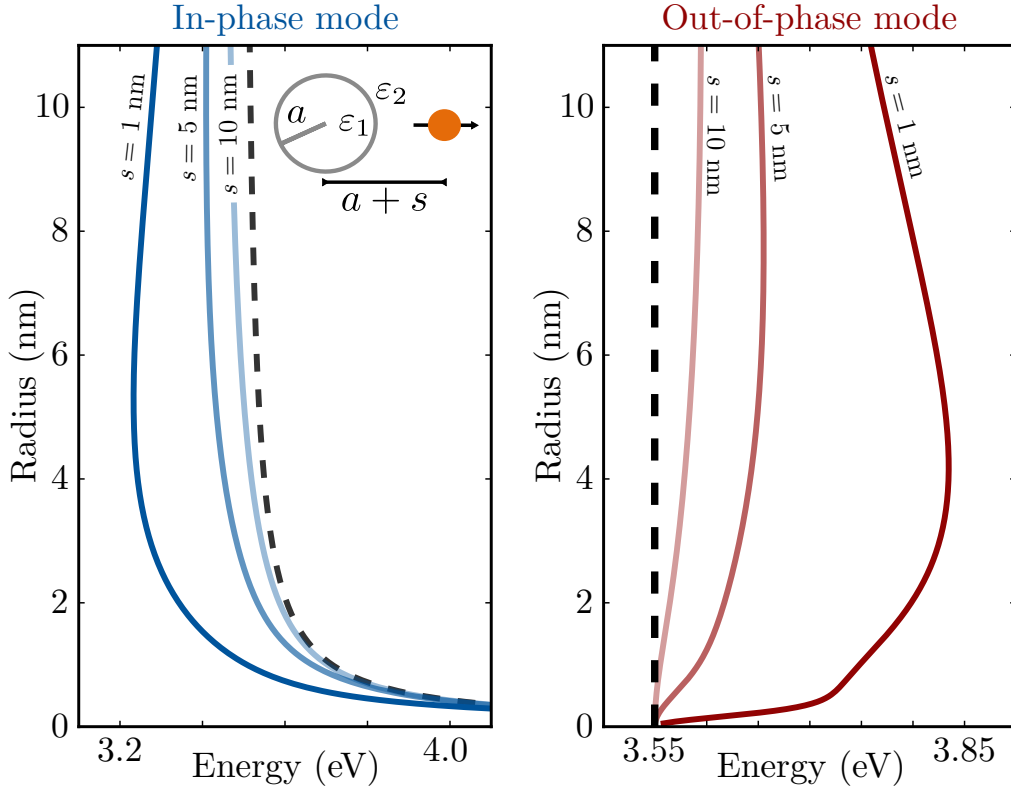 In-phase mode
Out-of-phase mode
Radius (nm)
10
8
6
4
2
0
s = 1 nm
s = 5 nm
s = 10 nm
a
ε₁
ε₂
a + s
3.2
4.0
Energy (eV)
Radius (nm)
10
8
6
4
2
0
s = 10 nm
s = 5 nm
s = 1 nm
3.55
3.85
Energy (eV)